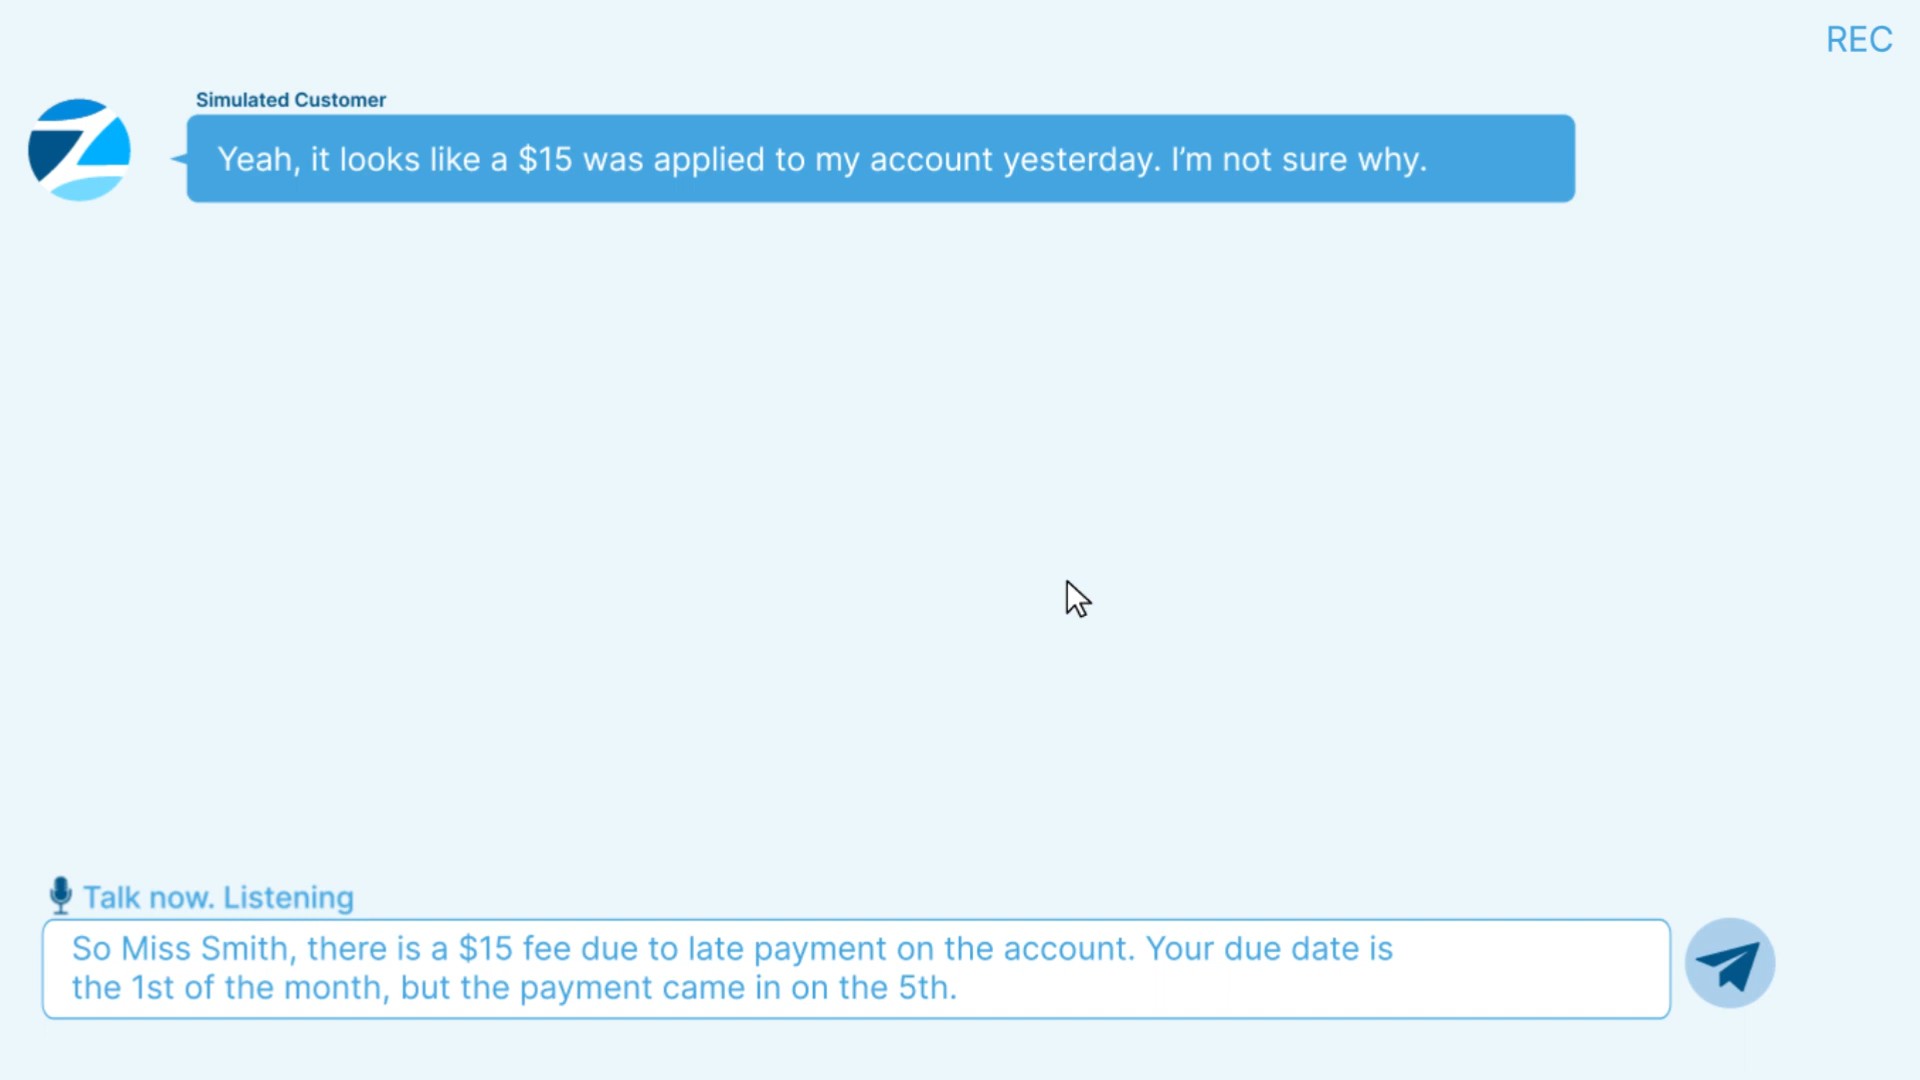 REC
Simulated Customer
Yeah, it looks like a $15 was applied to my account yesterday. I’m not sure why.
Talk now. Listening
So Miss Smith, there is a $15 fee due to late payment on the account. Your due date is
the 1st of the month, but the payment came in on the 5th.